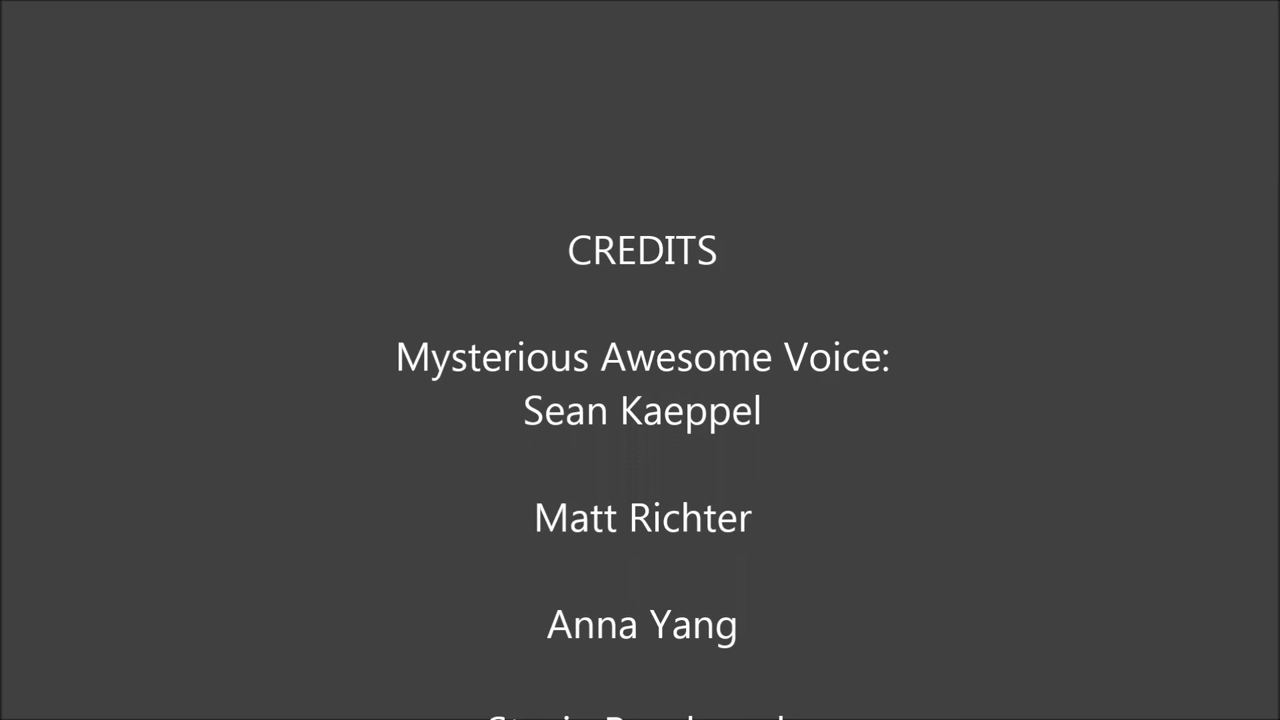 CREDITS
Mysterious Awesome Voice:
Sean Kaeppel
Matt Richter
Anna Yang